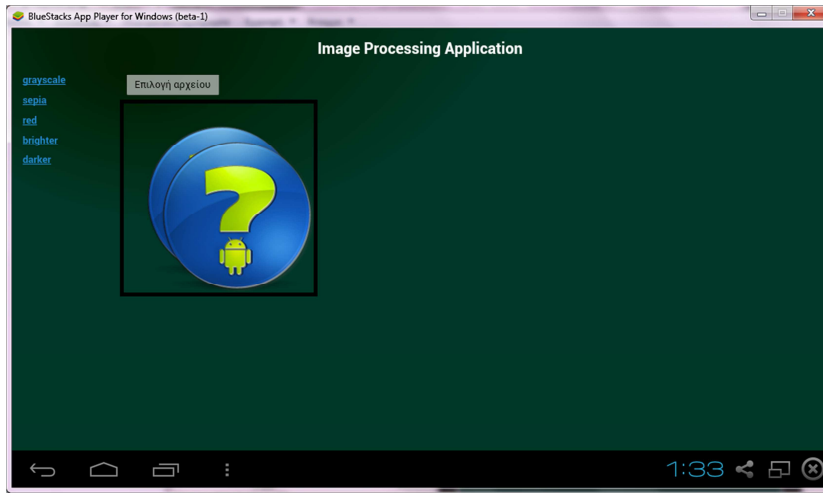 BlueStacks App Player for Windows (beta-1)
Image Processing Application
grayscale
sepia
red
brighter
darker
Επιλογή αρχείου
?
1:33